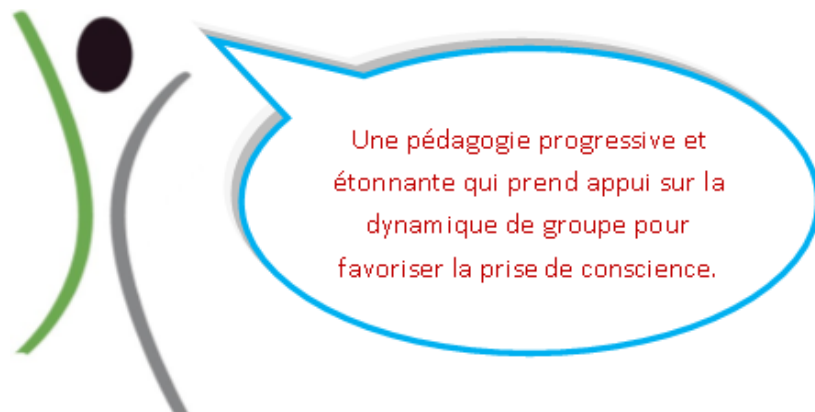 Une pédagogie progressive et
étonnante qui prend appui sur la
dynamique de groupe pour
favoriser la prise de conscience.